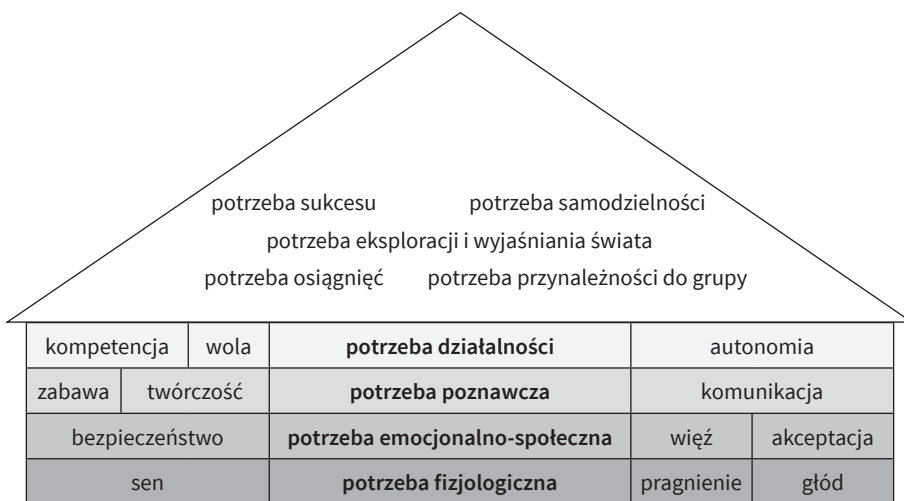 potrzeba sukcesu potrzeba samodzielności
potrzeba eksploracji i wyjaśniania świata
potrzeba osiągnięć potrzeba przynależności do grupy
kompetencja wola potrzeba działalności autonomia
zabawa twórczość potrzeba poznawcza komunikacja
bezpieczeństwo potrzeba emocjonalno-społeczna więź akceptacja
sen potrzeba fizjologiczna pragnienie głód